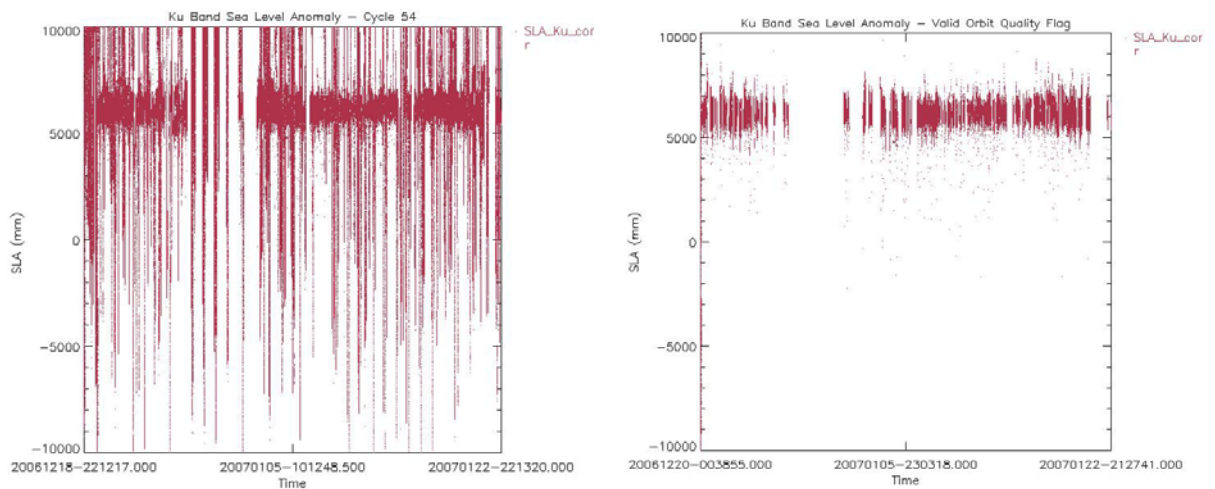 Ku Band Sea Level Anomaly – Cycle 54
10000
5000
0
−5000
−10000
SLA (mm)
20061218-221217.000
20070105-101248.500
20070122-221320.000
Time
SLA_Ku_cor
r
Ku Band Sea Level Anomaly – Valid Orbit Quality Flag
10000
5000
0
−5000
−10000
SLA (mm)
20061220-003855.000
20070105-230318.000
20070122-212741.000
Time
SLA_Ku_cor
r